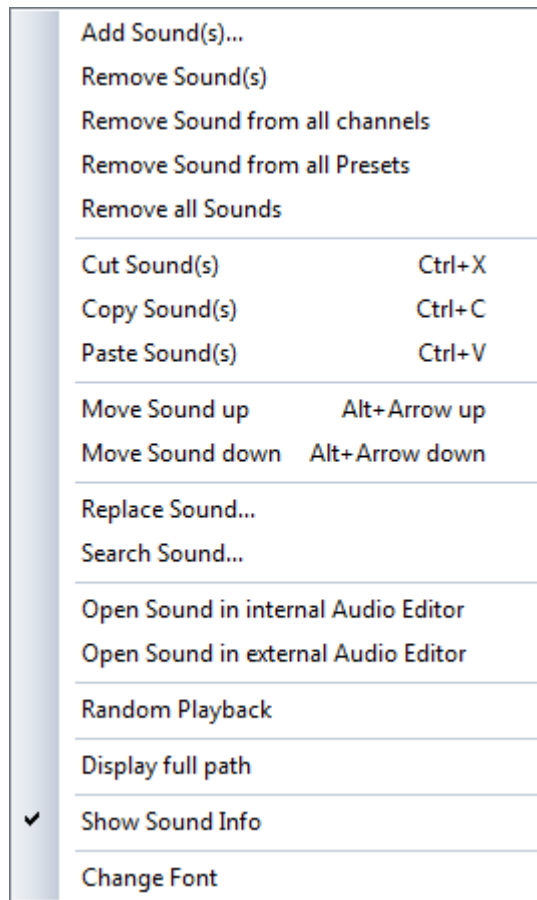 Add Sound(s)...
Remove Sound(s)
Remove Sound from all channels
Remove Sound from all Presets
Remove all Sounds
Cut Sound(s) Ctrl+X
Copy Sound(s) Ctrl+C
Paste Sound(s) Ctrl+V
Move Sound up Alt+Arrow up
Move Sound down Alt+Arrow down
Replace Sound...
Search Sound...
Open Sound in internal Audio Editor
Open Sound in external Audio Editor
Random Playback
Display full path
Show Sound Info
Change Font